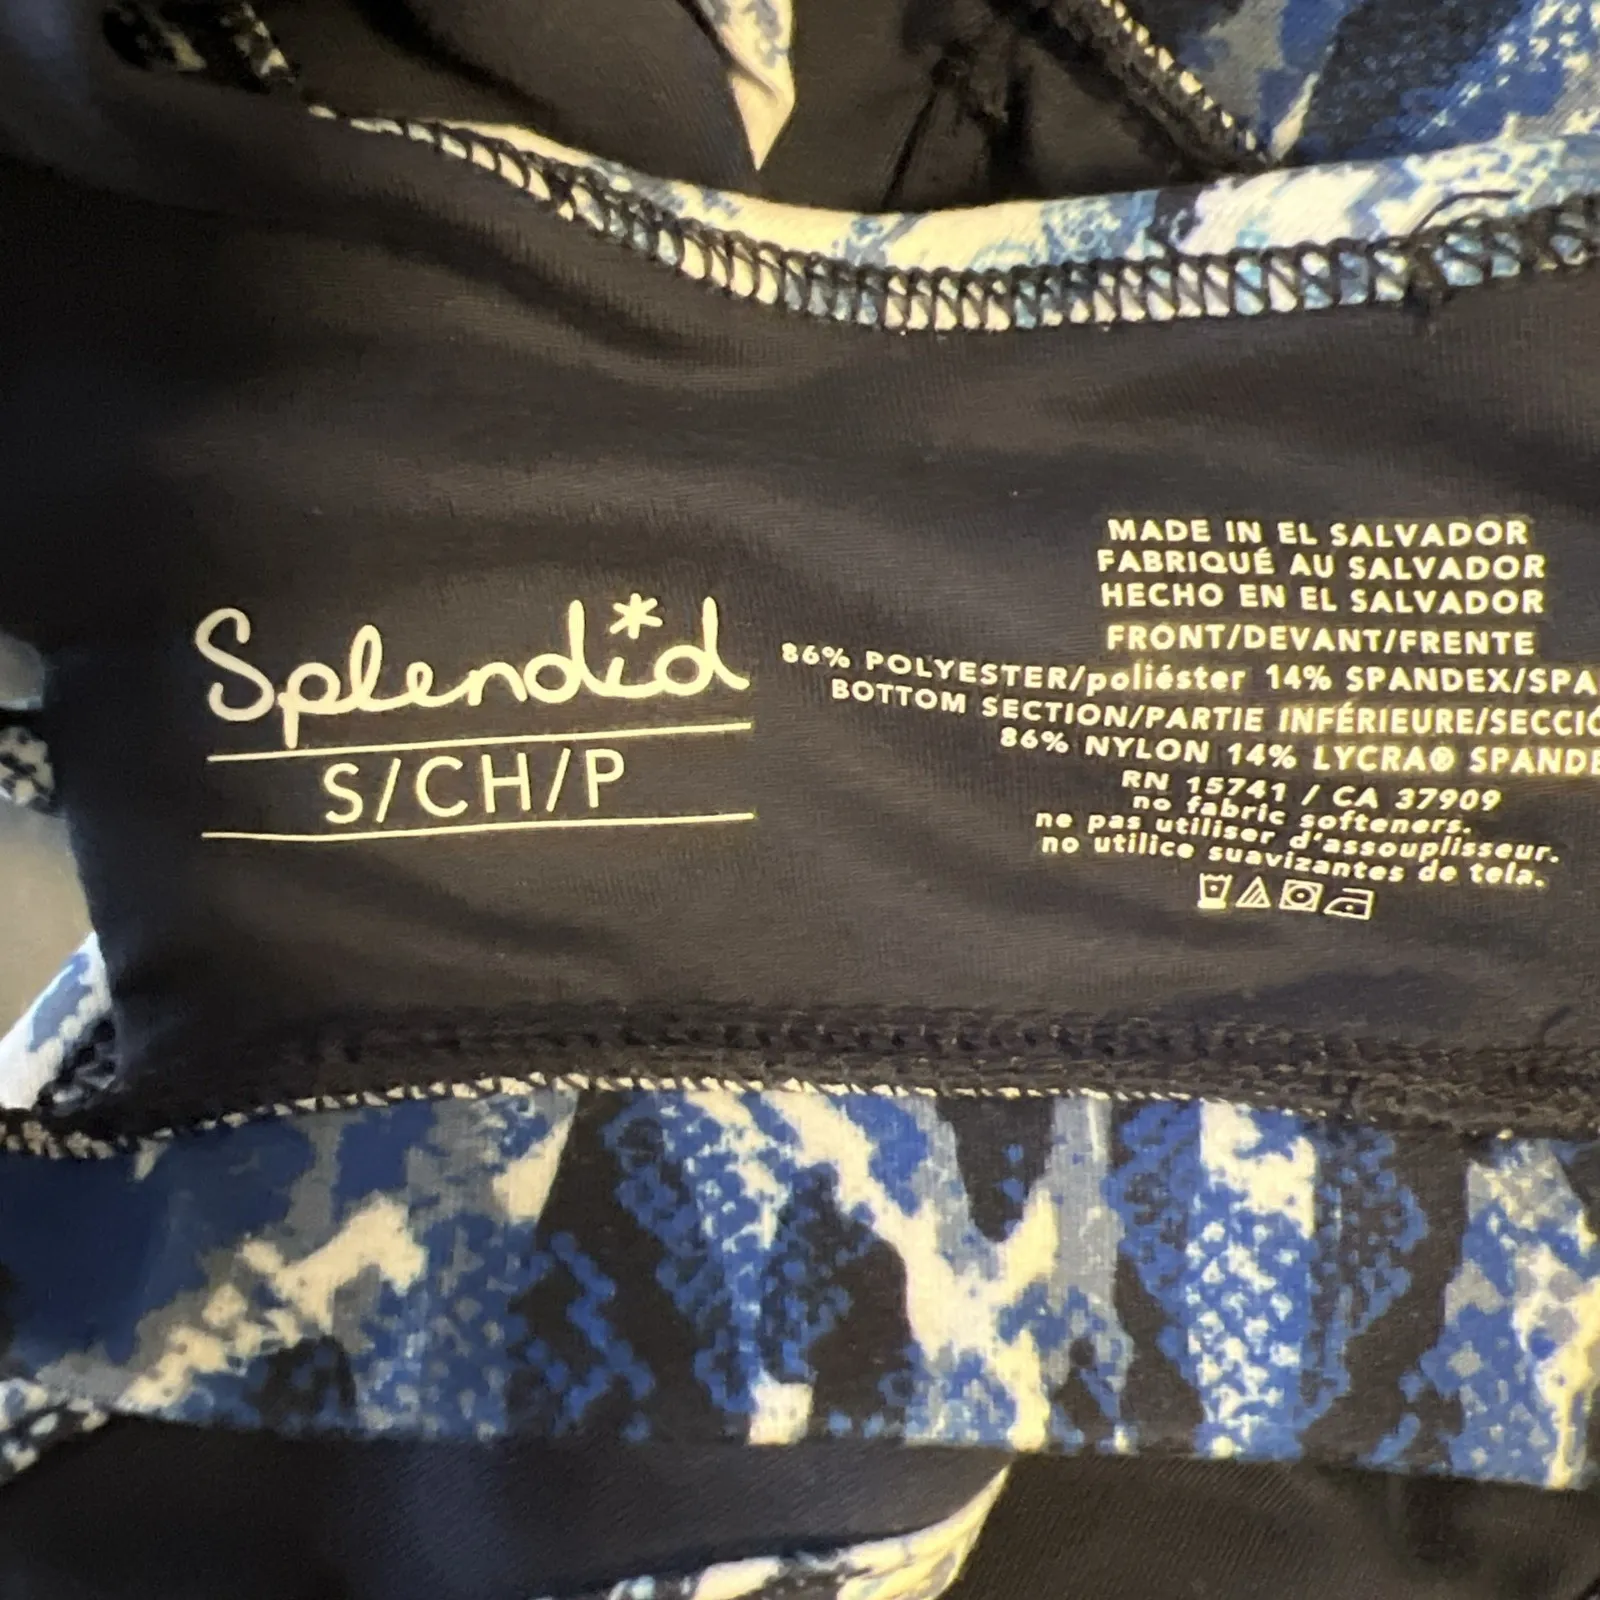 Splendid
S/CH/P
MADE IN EL SALVADOR
FABRIQUÉ AU SALVADOR
HECHO EN EL SALVADOR
FRONT/DEVANT/FRENTE
86% POLYESTER/poliéster 14% SPANDEX/SPA
BOTTOM SECTION/PARTIE INFÉRIEURE/SECCIÓ
86% NYLON 14% LYCRA® SPANDE
RN 15741 / CA 37909
no fabric softeners.
ne pas utiliser d'assouplisseur.
no utilice suavizantes de tela.